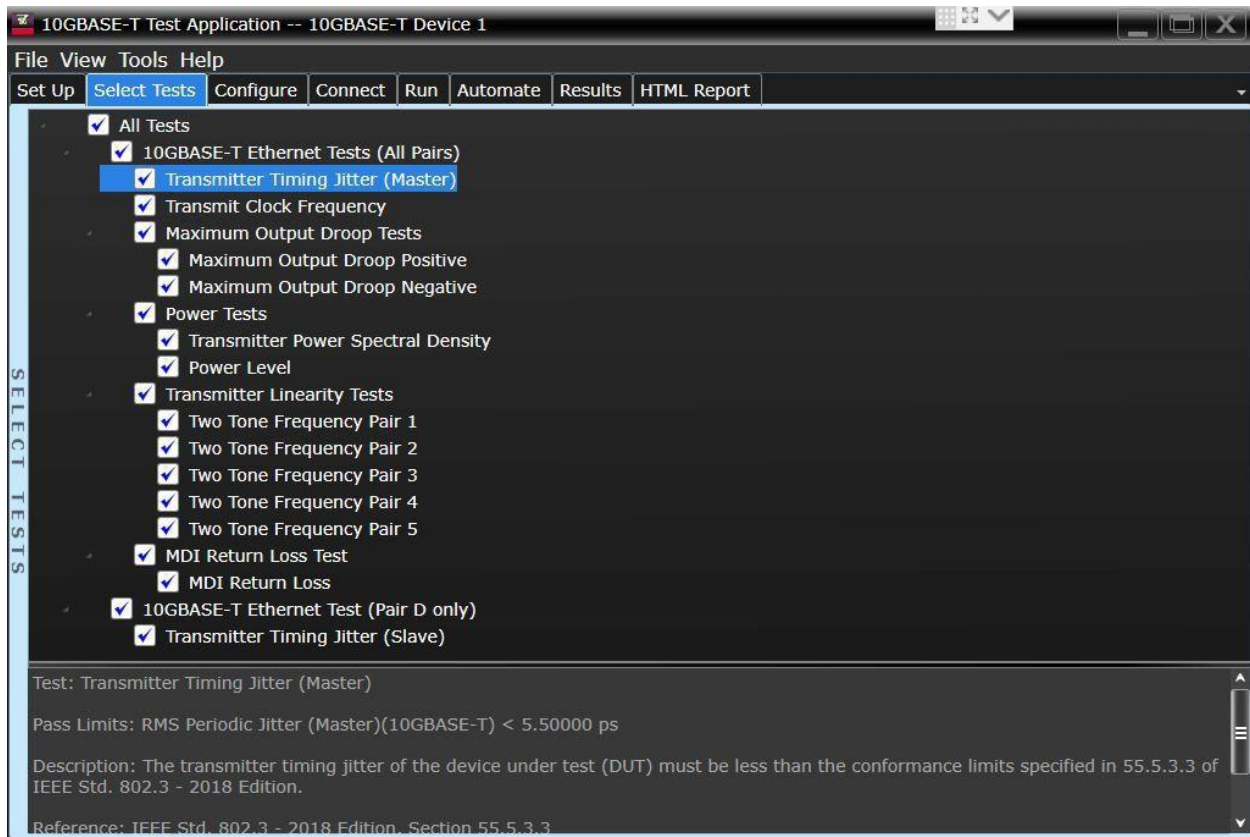 10GBASE-T Test Application -- 10GBASE-T Device 1
File View Tools Help
Set Up Select Tests Configure Connect Run Automate Results HTML Report
All Tests
10GBASE-T Ethernet Tests (All Pairs)
Transmitter Timing Jitter (Master)
Transmit Clock Frequency
Maximum Output Droop Tests
Maximum Output Droop Positive
Maximum Output Droop Negative
Power Tests
Transmitter Power Spectral Density
Power Level
Transmitter Linearity Tests
Two Tone Frequency Pair 1
Two Tone Frequency Pair 2
Two Tone Frequency Pair 3
Two Tone Frequency Pair 4
Two Tone Frequency Pair 5
MDI Return Loss Test
MDI Return Loss
10GBASE-T Ethernet Test (Pair D only)
Transmitter Timing Jitter (Slave)
SELECT TESTS
Test: Transmitter Timing Jitter (Master)
Pass Limits: RMS Periodic Jitter (Master)(10GBASE-T) < 5.50000 ps
Description: The transmitter timing jitter of the device under test (DUT) must be less than the conformance limits specified in 55.5.3.3 of
IEEE Std. 802.3 - 2018 Edition.
Reference: IEEE Std. 802.3 - 2018 Edition, Section 55.5.3.3